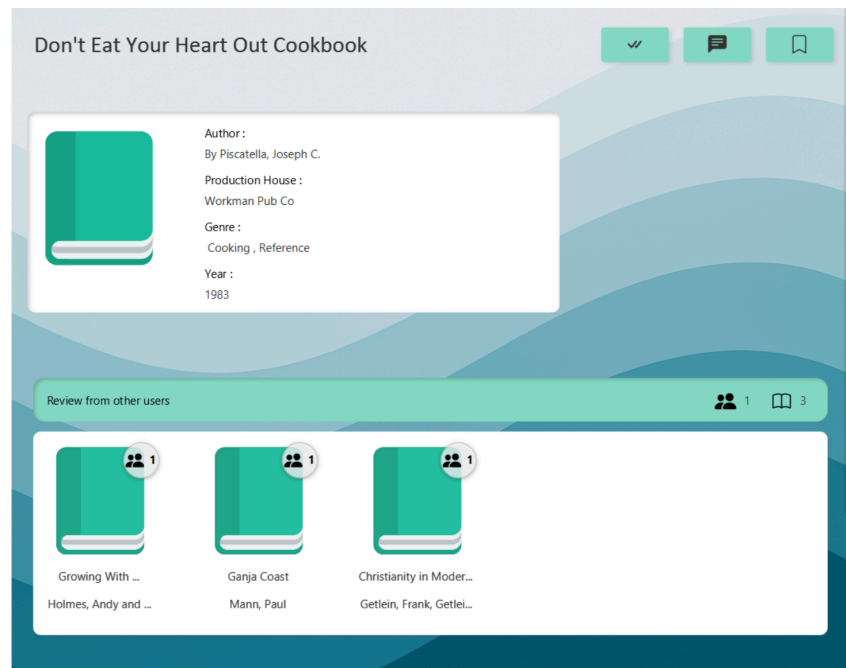 Don't Eat Your Heart Out Cookbook
Author :
By Piscatella, Joseph C.
Production House :
Workman Pub Co
Genre :
Cooking , Reference
Year :
1983
Review from other users
1
3
1
1
1
Growing With ...
Ganja Coast
Christianity in Moder...
Holmes, Andy and ...
Mann, Paul
Getlein, Frank, Getlei...